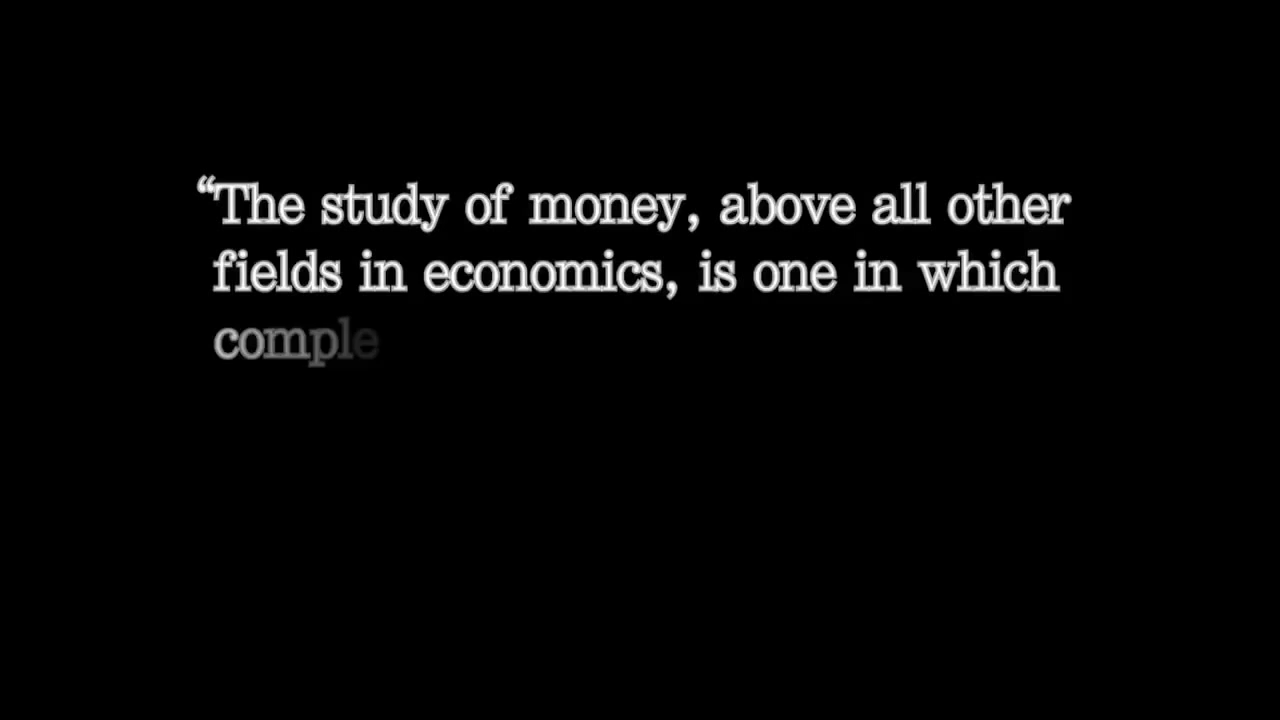 “The study of money, above all other
fields in economics, is one in which
comple